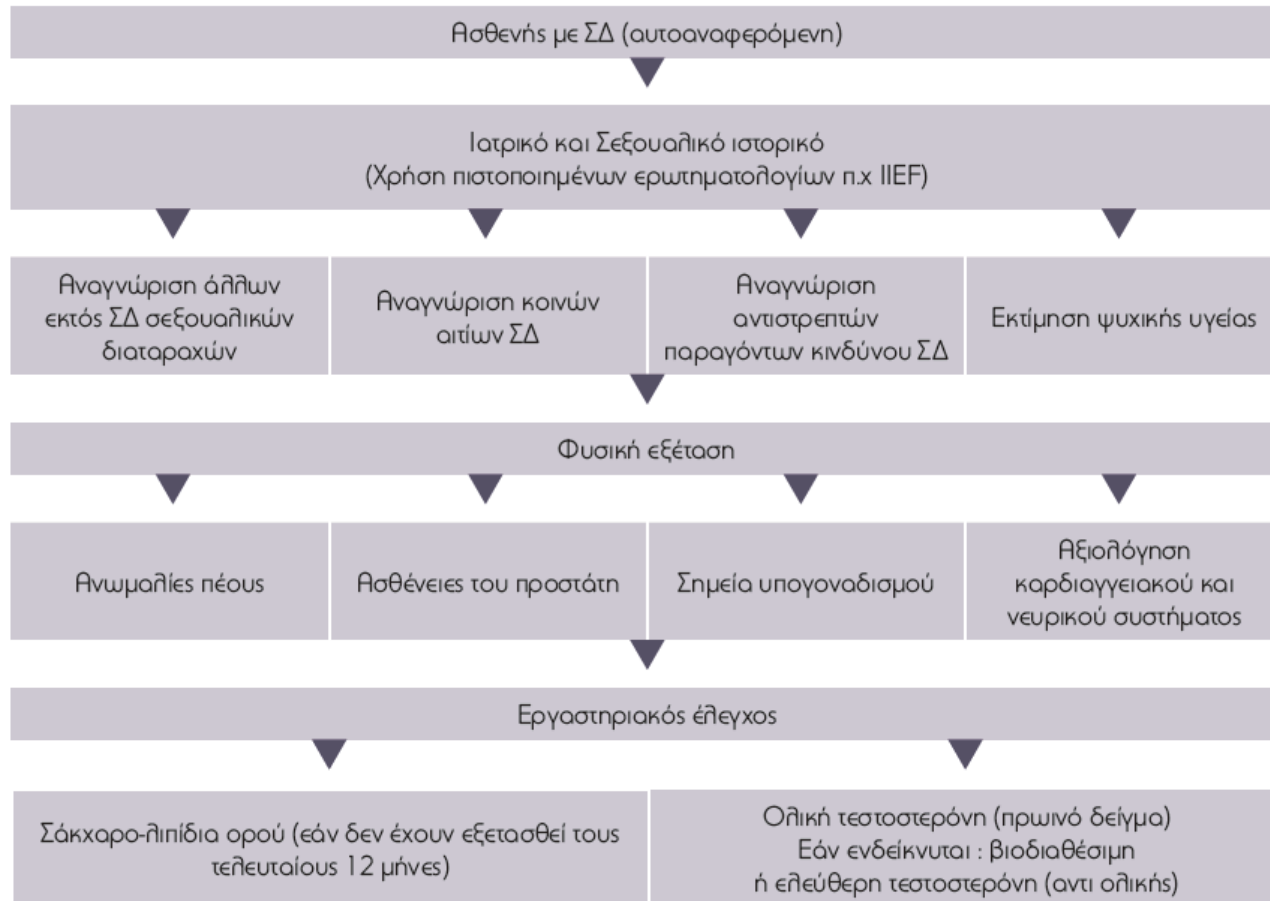 Ασθενής με ΣΔ (αυτοαναφερόμενη)
Ιατρικό και Σεξουαλικό ιστορικό
(Χρήση πιστοποιημένων ερωτηματολογίων π.χ IIEF)
Αναγνώριση άλλων
εκτός ΣΔ σεξουαλικών
διαταραχών
Αναγνώριση κοινών
αιτίων ΣΔ
Αναγνώριση
αντιστρεπτών
παραγόντων κινδύνου ΣΔ
Εκτίμηση ψυχικής υγείας
Φυσική εξέταση
Ανωμαλίες πέους
Ασθένειες του προστάτη
Σημεία υπογοναδισμού
Αξιολόγηση
καρδιαγγειακού και
νευρικού συστήματος
Εργαστηριακός έλεγχος
Σάκχαρο-λιπίδια ορού (εάν δεν έχουν εξετασθεί τους
τελευταίους 12 μήνες)
Ολική τεστοστερόνη (πρωινό δείγμα)
Εάν ενδείκνυται : βιοδιαθέσιμη
ή ελεύθερη τεστοστερόνη (αντι ολικής)